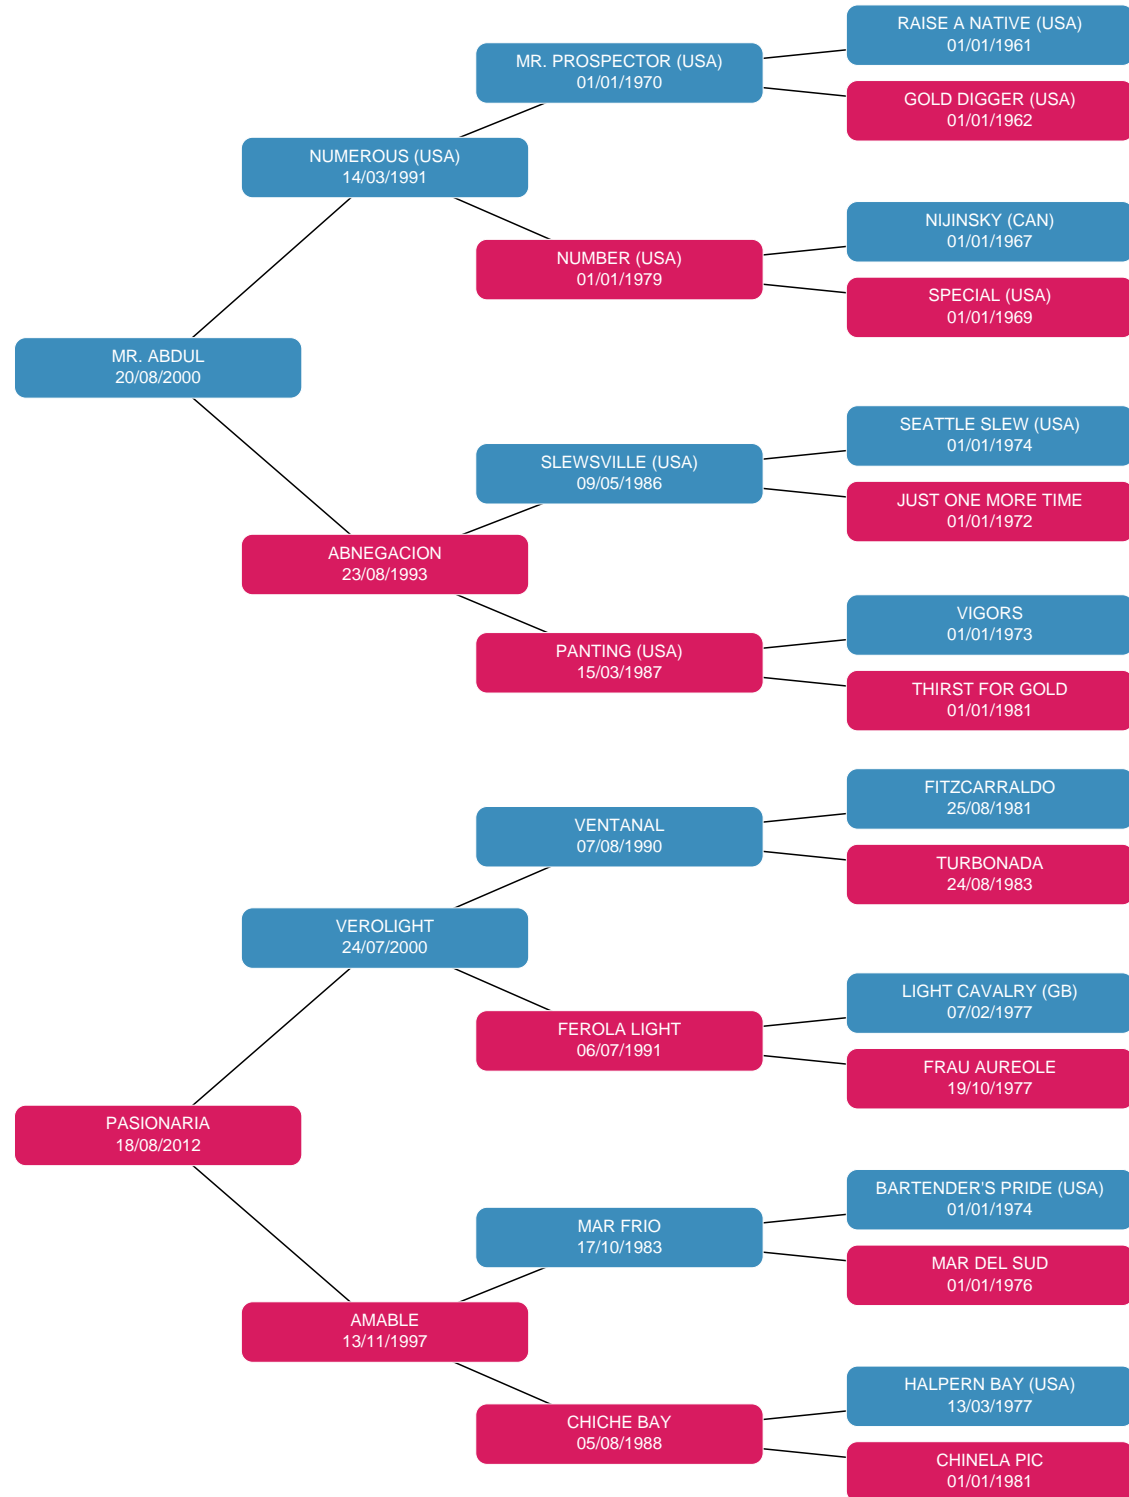 RAISE A NATIVE (USA)
01/01/1961
MR. PROSPECTOR (USA)
01/01/1970
GOLD DIGGER (USA)
01/01/1962
NUMEROUS (USA)
14/03/1991
NIJINSKY (CAN)
01/01/1967
NUMBER (USA)
01/01/1979
SPECIAL (USA)
01/01/1969
MR. ABDUL
20/08/2000
SEATTLE SLEW (USA)
01/01/1974
SLEWSVILLE (USA)
09/05/1986
JUST ONE MORE TIME
01/01/1972
ABNEGACION
23/08/1993
VIGORS
01/01/1973
PANTING (USA)
15/03/1987
THIRST FOR GOLD
01/01/1981
FITZCARRALDO
25/08/1981
VENTANAL
07/08/1990
TURBONADA
24/08/1983
VEROLIGHT
24/07/2000
LIGHT CAVALRY (GB)
07/02/1977
FEROLA LIGHT
06/07/1991
FRAU AUREOLE
19/10/1977
PASIONARIA
18/08/2012
BARTENDER'S PRIDE (USA)
01/01/1974
MAR FRIO
17/10/1983
MAR DEL SUD
01/01/1976
AMABLE
13/11/1997
HALPERN BAY (USA)
13/03/1977
CHICHE BAY
05/08/1988
CHINELA PIC
01/01/1981